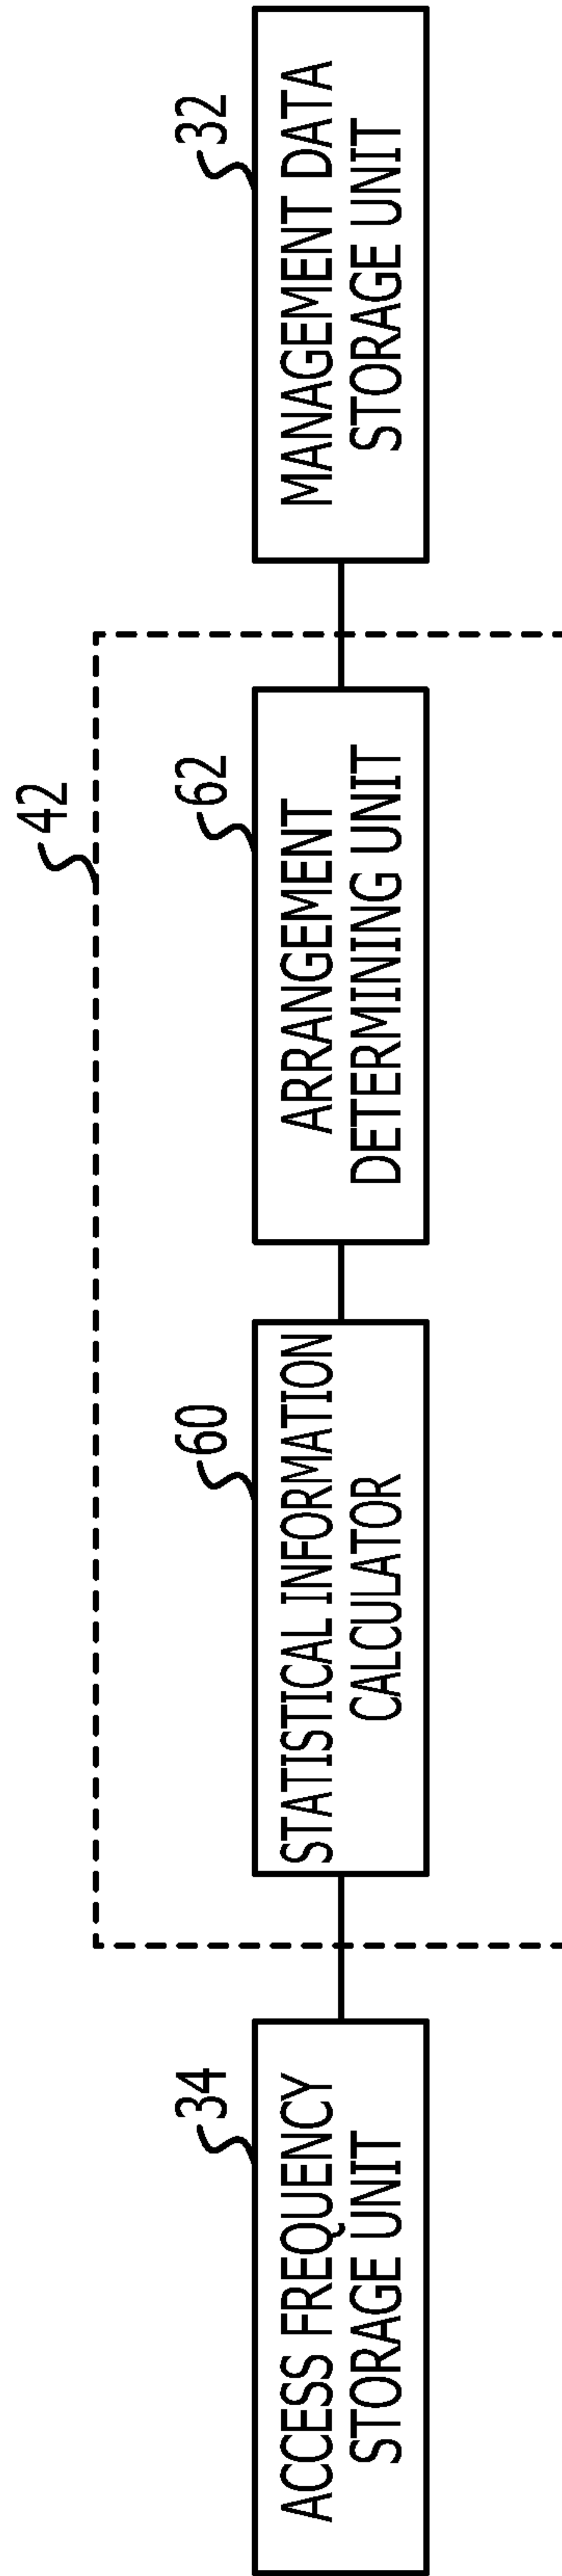 42
34
ACCESS FREQUENCY
STORAGE UNIT
60
STATISTICAL INFORMATION
CALCULATOR
62
ARRANGEMENT
DETERMINING UNIT
32
MANAGEMENT DATA
STORAGE UNIT